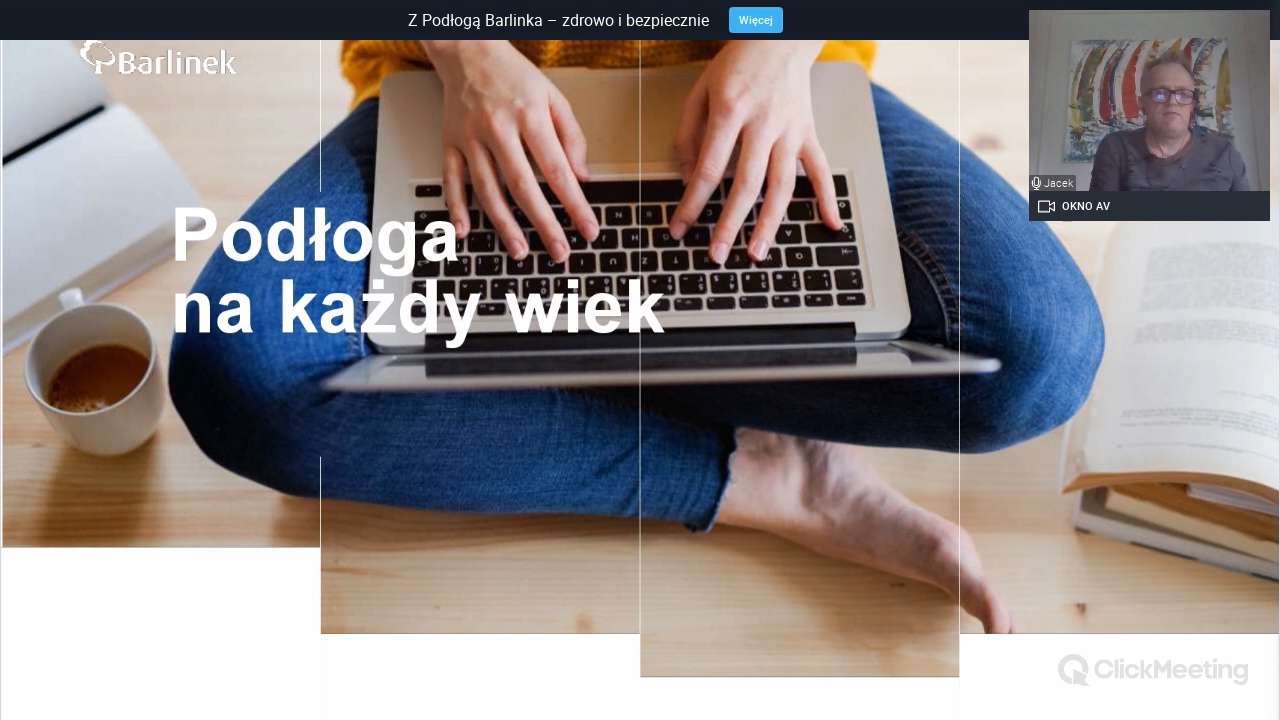 Z Podłogą Barlinka – zdrowo i bezpiecznie
Więcej
Barlinek
Jacek
OKNO AV
Podłoga
na każdy wiek
ClickMeeting